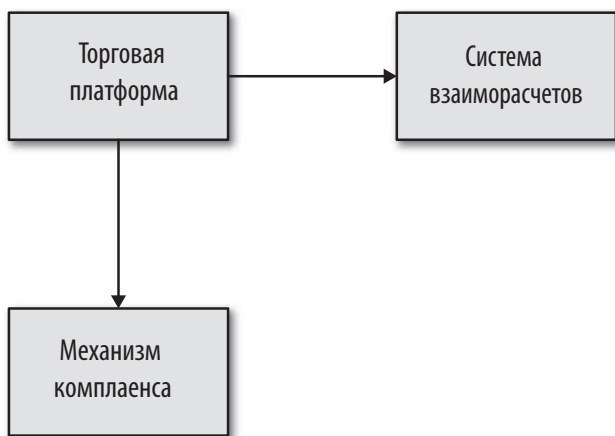 Торговая
платформа
Система
взаиморасчетов
Механизм
комплаенса